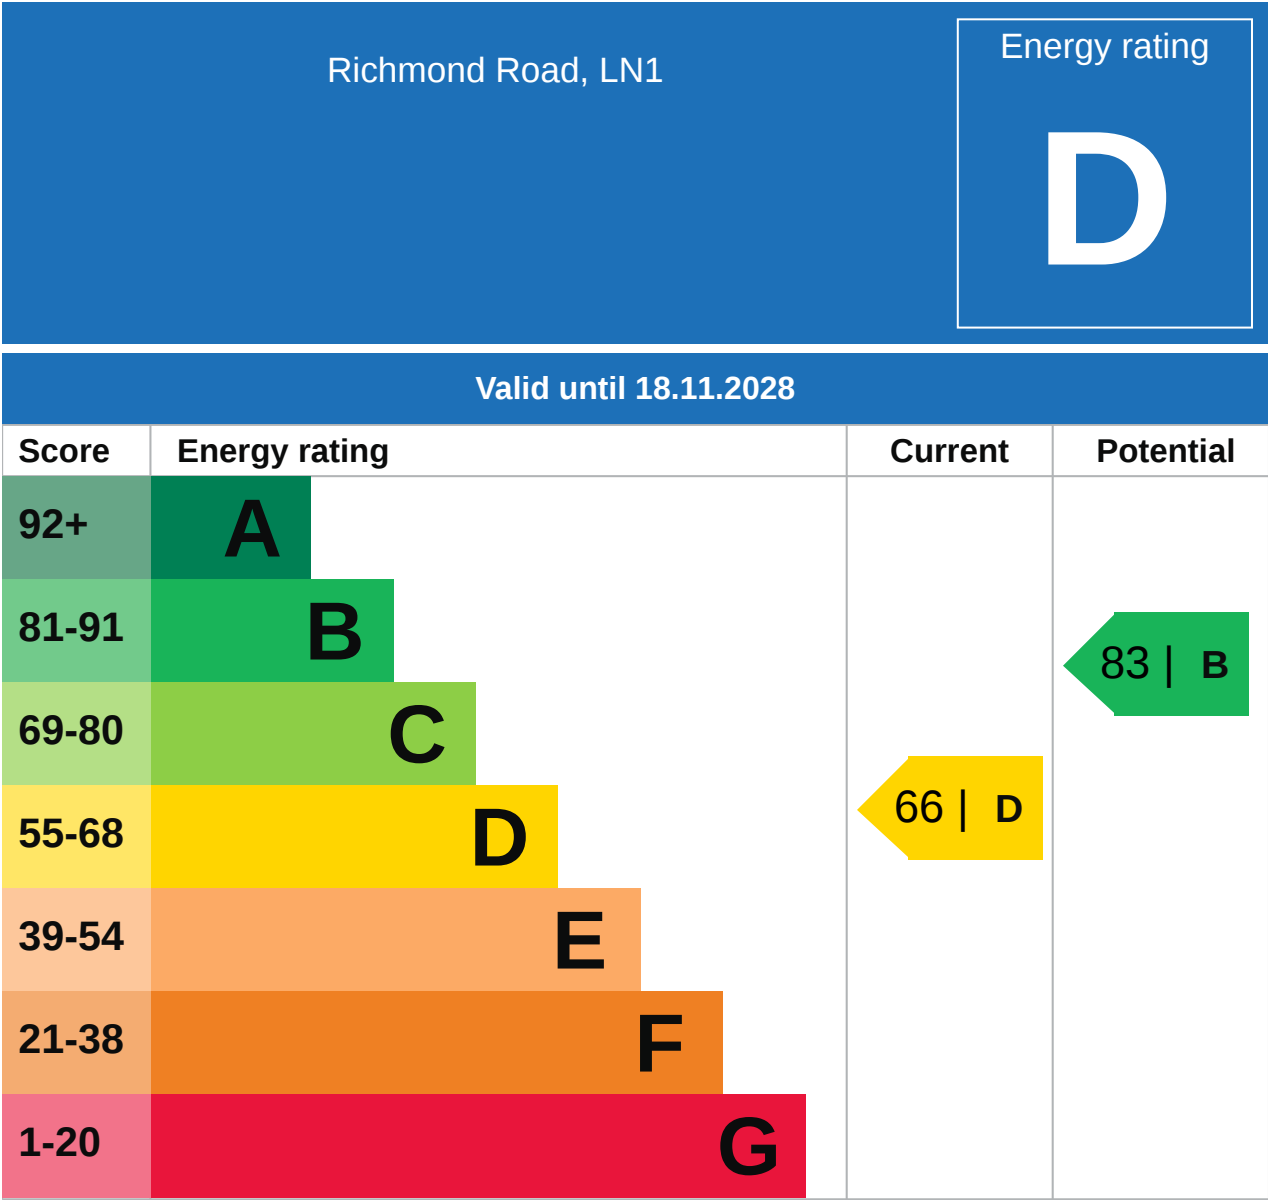 Richmond Road, LN1
Energy rating
D
Valid until 18.11.2028
Score Energy rating Current Potential
92+ A
81-91 B
83 | B
69-80 C
55-68 D
66 | D
39-54 E
21-38 F
1-20 G